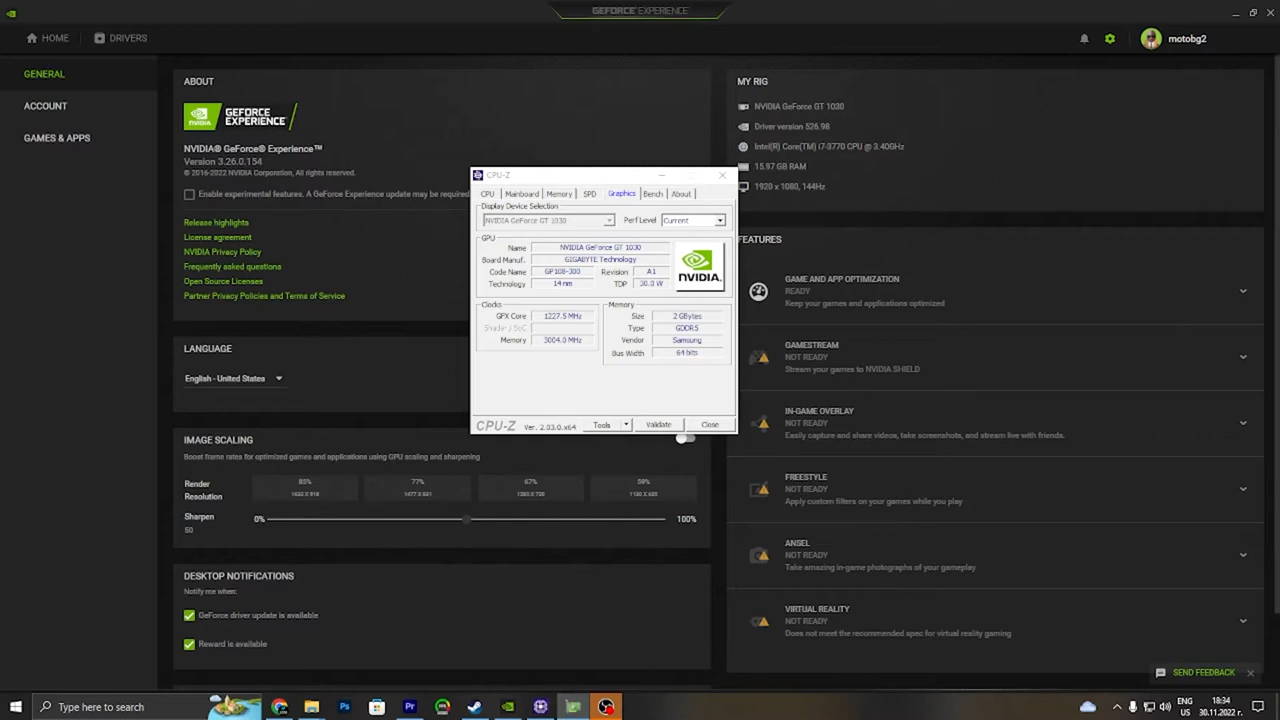 GEFORCE EXPERIENCE
HOME
DRIVERS
motobg2
GENERAL
ACCOUNT
GAMES & APPS
ABOUT
GEFORCE
EXPERIENCE
NVIDIA® GeForce® Experience™
Version 3.26.0.154
© 2016-2022 NVIDIA Corporation, All rights reserved.
Enable experimental features. A GeForce Experience update may be required
Release highlights
License agreement
NVIDIA Privacy Policy
Frequently asked questions
Open Source Licenses
Partner Privacy Policies and Terms of Service
LANGUAGE
English - United States
IMAGE SCALING
Boost frame rates for optimized games and applications using GPU scaling and sharpening
Render
Resolution
85%
77%
67%
59%
Sharpen
50
0%
100%
DESKTOP NOTIFICATIONS
Notify me when:
GeForce driver update is available
Reward is available
CPU-Z
CPU
Mainboard
Memory
SPD
Graphics
Bench
About
Display Device Selection
NVIDIA GeForce GT 1030
Perf Level
Current
GPU
Name
NVIDIA GeForce GT 1030
Board Manuf.
GIGABYTE Technology
Code Name
GP108-300
Revision
A1
Technology
14 nm
TDP
30.0 W
NVIDIA.
Clocks
GFX Core
1227.5 MHz
Shader / SoC
Memory
3004.0 MHz
Memory
Size
2 GBytes
Type
GDDR5
Vendor
Samsung
Bus Width
64 bits
CPU-Z
Ver. 2.03.0.x64
Tools
Validate
Close
MY RIG
NVIDIA GeForce GT 1030
Driver version 526.98
Intel(R) Core(TM) i7-3770 CPU @ 3.40GHz
15.97 GB RAM
1920 x 1080, 144Hz
FEATURES
GAME AND APP OPTIMIZATION
READY
Keep your games and applications optimized
GAMESTREAM
NOT READY
Stream your games to NVIDIA SHIELD
IN-GAME OVERLAY
NOT READY
Easily capture and share videos, take screenshots, and stream live with friends.
FREESTYLE
NOT READY
Apply custom filters on your games while you play
ANSEL
NOT READY
Take amazing in-game photographs of your gameplay
VIRTUAL REALITY
NOT READY
Does not meet the recommended spec for virtual reality gaming
SEND FEEDBACK
Type here to search
ENG
US
18:34
30.11.2022 г.